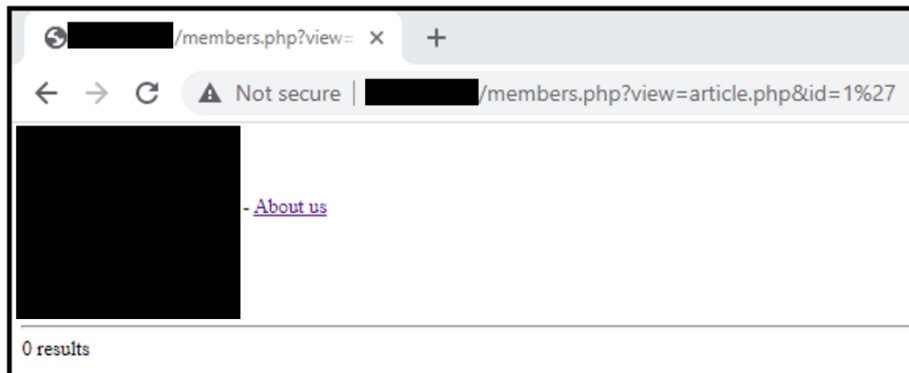 /members.php?view=
Not secure | /members.php?view=article.php&id=1%27
- About us
0 results